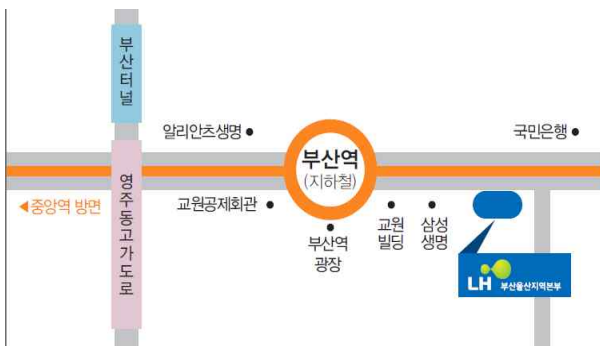 부산터널
알리안츠생명
국민은행
부산역
(지하철)
영주동고가도로
◀중앙역 방면
교원공제회관
부산역
광장
교원
빌딩
삼성
생명
LH 부산울산지역본부